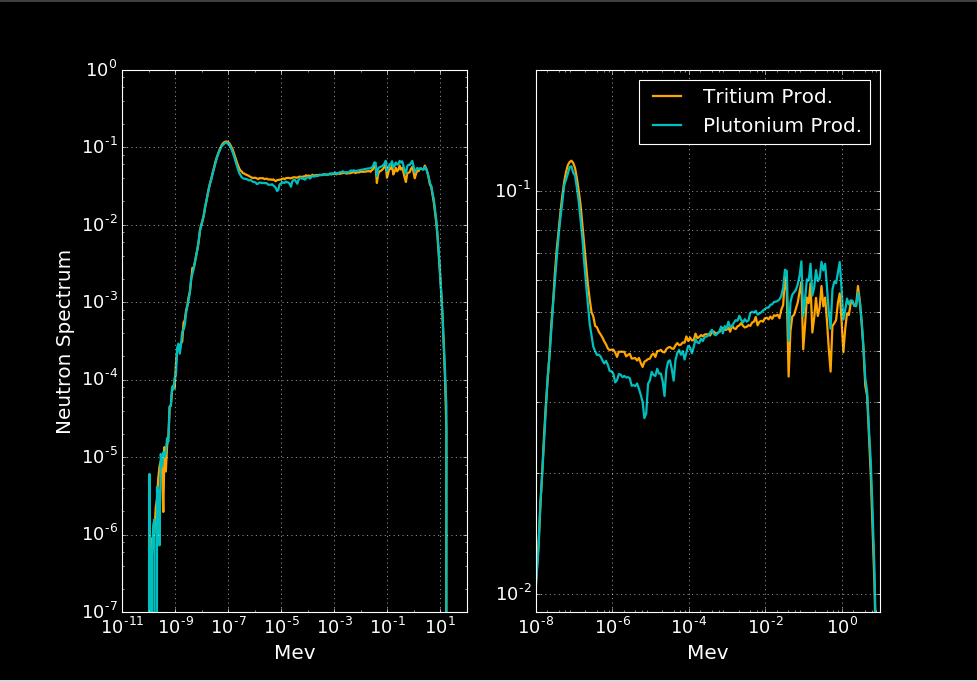 Neutron Spectrum
10^0
10^-1
10^-2
10^-3
10^-4
10^-5
10^-6
10^-7
10^-11 10^-9 10^-7 10^-5 10^-3 10^-1 10^1
Mev
Tritium Prod.
Plutonium Prod.
10^-1
10^-2
10^-8 10^-6 10^-4 10^-2 10^0
Mev